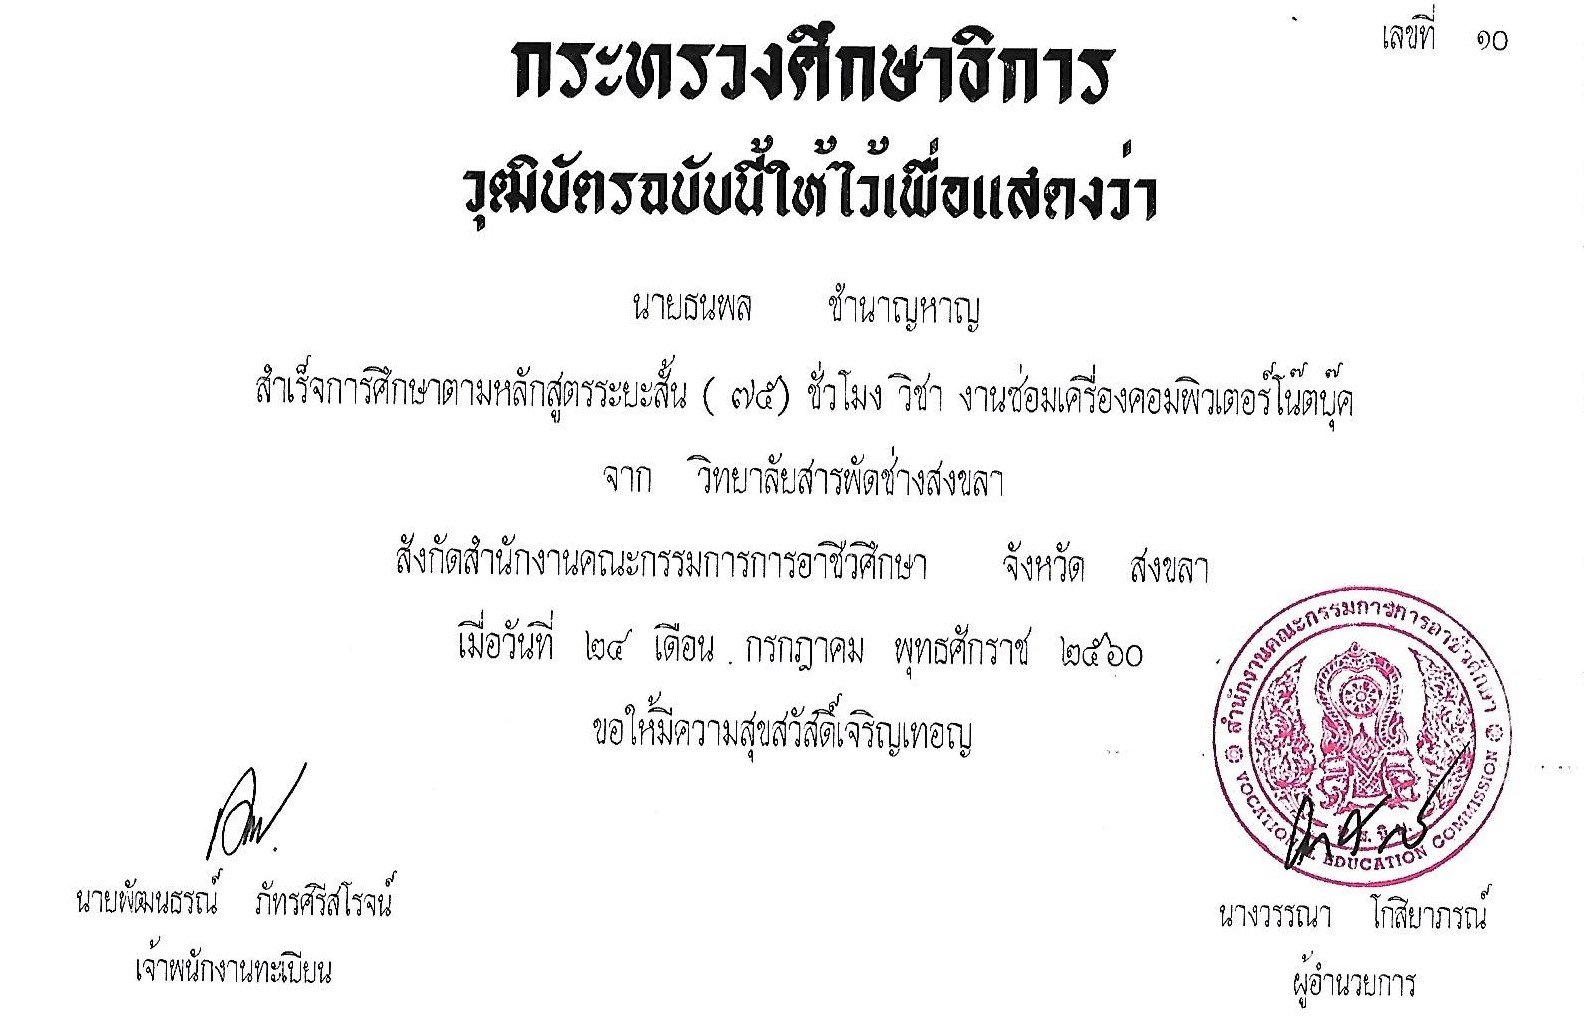 เลขที่ ๑๐
กระทรวงศึกษาธิการ
วุฒิบัตรฉบับนี้ให้ไว้เพื่อแสดงว่า
นายธนพล ชำนาญหาญ
สำเร็จการศึกษาตามหลักสูตรระยะสั้น ( ๗๕) ชั่วโมง วิชา งานซ่อมเครื่องคอมพิวเตอร์โน๊ตบุ๊ค
จาก วิทยาลัยสารพัดช่างสงขลา
สังกัดสำนักงานคณะกรรมการการอาชีวศึกษา จังหวัด สงขลา
เมื่อวันที่ ๒๔ เดือน กรกฎาคม พุทธศักราช ๒๕๖๐
ขอให้มีความสุขสวัสดิ์เจริญเทอญ
สำนักงานคณะกรรมการการอาชีวศึกษา
VOCATIONAL EDUCATION COMMISSION
นายพัฒนธรณ์ ภัทรศรีสโรจน์
เจ้าพนักงานทะเบียน
นางวรรณา โกสิยาภรณ์
ผู้อำนวยการ